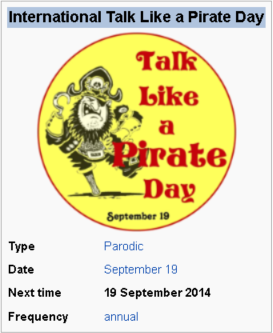 International Talk Like a Pirate Day
Talk
Like
a
Pirate
Day
September 19
Type Parodic
Date September 19
Next time 19 September 2014
Frequency annual